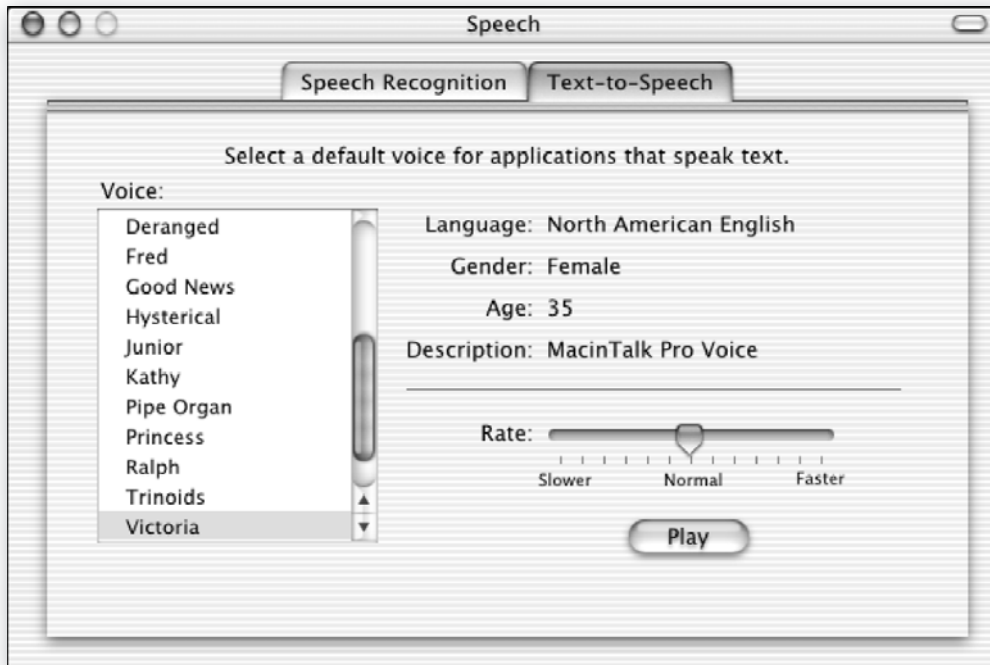 Speech
Speech Recognition Text-to-Speech
Select a default voice for applications that speak text.
Voice:
Deranged
Fred
Good News
Hysterical
Junior
Kathy
Pipe Organ
Princess
Ralph
Trinoids
Victoria
Language: North American English
Gender: Female
Age: 35
Description: MacinTalk Pro Voice
Rate:
Slower Normal Faster
Play